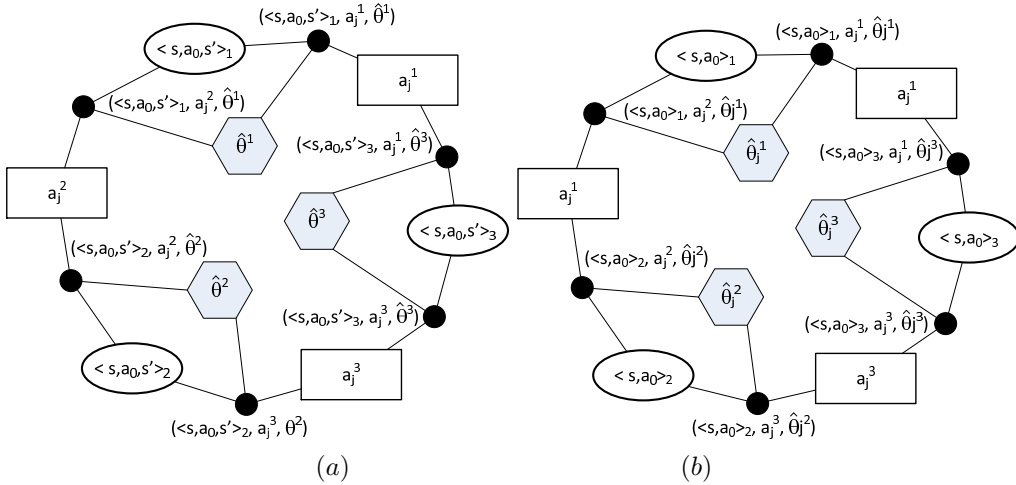 (<s,a₀,s'>₁, aⱼ¹, θ̂¹)
< s,a₀,s'>₁
aⱼ¹
(<s,a₀,s'>₁, aⱼ², θ̂¹)
θ̂¹
(<s,a₀,s'>₃, aⱼ¹, θ̂³)
aⱼ²
θ̂³
< s,a₀,s'>₃
(<s,a₀,s'>₂, aⱼ², θ̂²)
θ̂²
(<s,a₀,s'>₃, aⱼ³, θ̂³)
< s,a₀,s'>₂
aⱼ³
(<s,a₀,s'>₂, aⱼ³, θ²)
(a)
(<s,a₀>₁, aⱼ¹, θ̂j¹)
< s,a₀>₁
aⱼ¹
(<s,a₀>₁, aⱼ², θ̂j¹)
θ̂ⱼ¹
(<s,a₀>₃, aⱼ¹, θ̂j³)
aⱼ¹
θ̂ⱼ³
< s,a₀>₃
(<s,a₀>₂, aⱼ², θ̂j²)
θ̂ⱼ²
(<s,a₀>₃, aⱼ³, θ̂j³)
< s,a₀>₂
aⱼ³
(<s,a₀>₂, aⱼ³, θ̂j²)
(b)